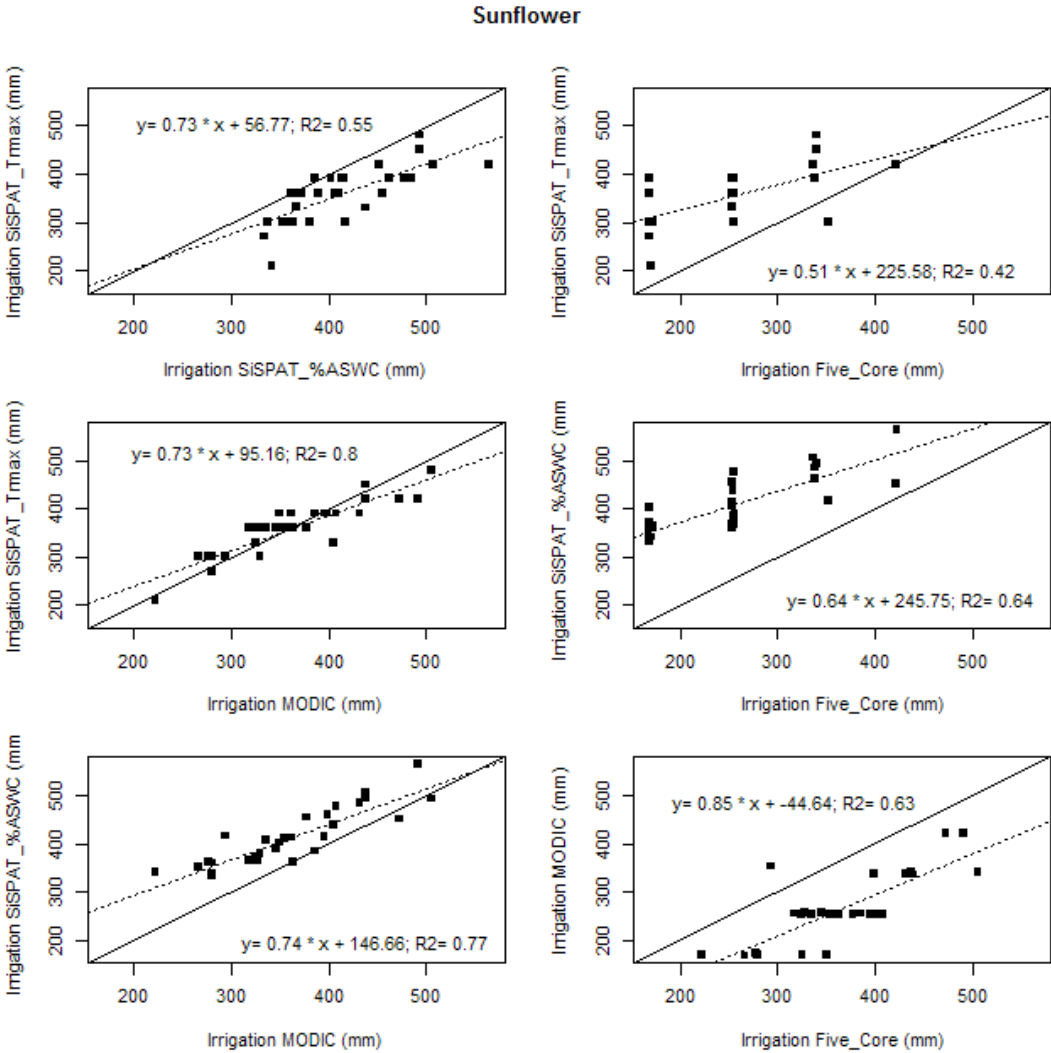 Sunflower
Irrigation SiSPAT_Trmax (mm)
500
400
300
200
y= 0.73 * x + 56.77; R2= 0.55
200 300 400 500
Irrigation SiSPAT_%ASWC (mm)
Irrigation SiSPAT_Trmax (mm)
500
400
300
200
y= 0.51 * x + 225.58; R2= 0.42
200 300 400 500
Irrigation Five_Core (mm)
Irrigation SiSPAT_Trmax (mm)
500
400
300
200
y= 0.73 * x + 95.16; R2= 0.8
200 300 400 500
Irrigation MODIC (mm)
Irrigation SiSPAT_%ASWC (mm
500
400
300
200
y= 0.64 * x + 245.75; R2= 0.64
200 300 400 500
Irrigation Five_Core (mm)
Irrigation SiSPAT_%ASWC (mm
500
400
300
200
y= 0.74 * x + 146.66; R2= 0.77
200 300 400 500
Irrigation MODIC (mm)
Irrigation MODIC (mm)
500
400
300
200
y= 0.85 * x + -44.64; R2= 0.63
200 300 400 500
Irrigation Five_Core (mm)